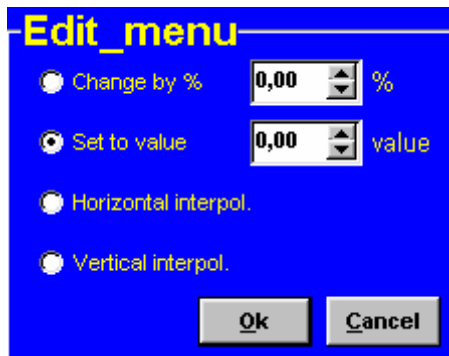 Edit_menu
Change by % 0,00 %
Set to value 0,00 value
Horizontal interpol.
Vertical interpol.
Ok Cancel